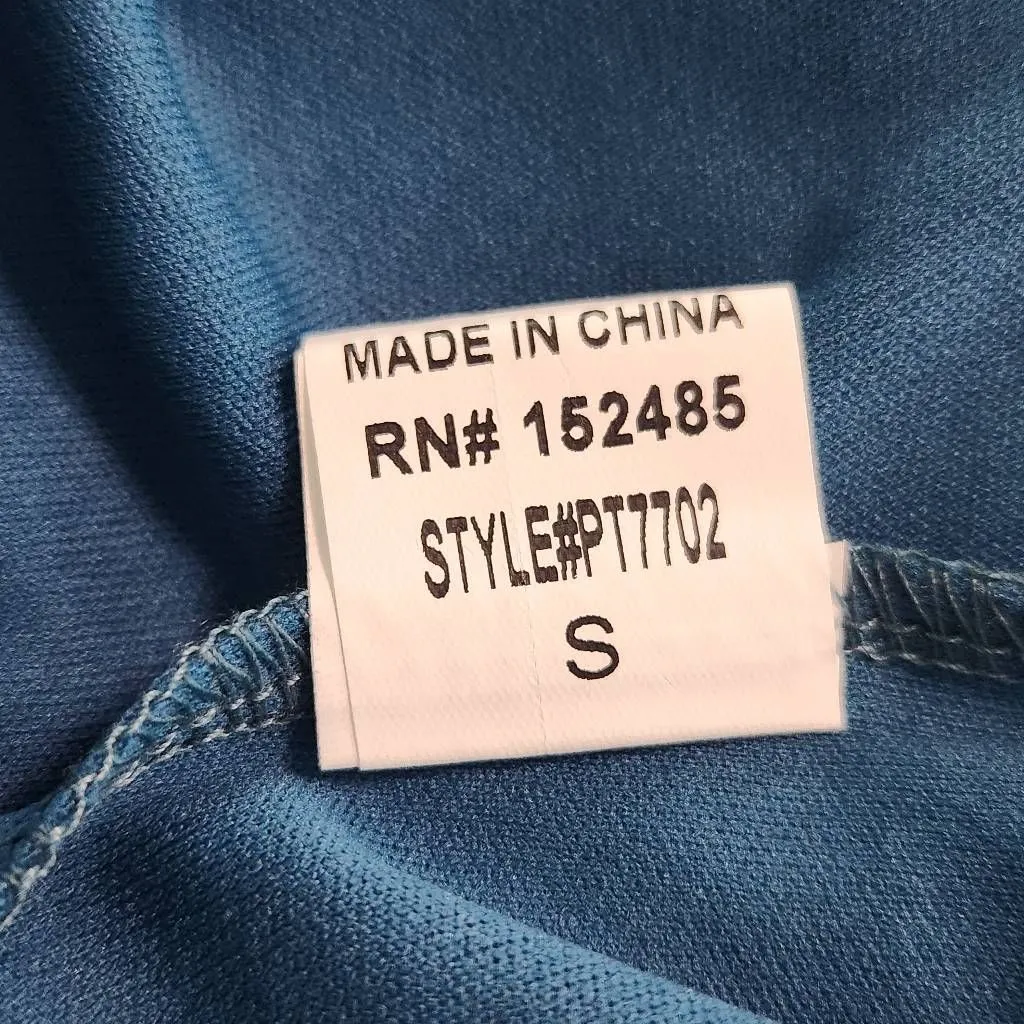 MADE IN CHINA
RN# 152485
STYLE#PT7702
S